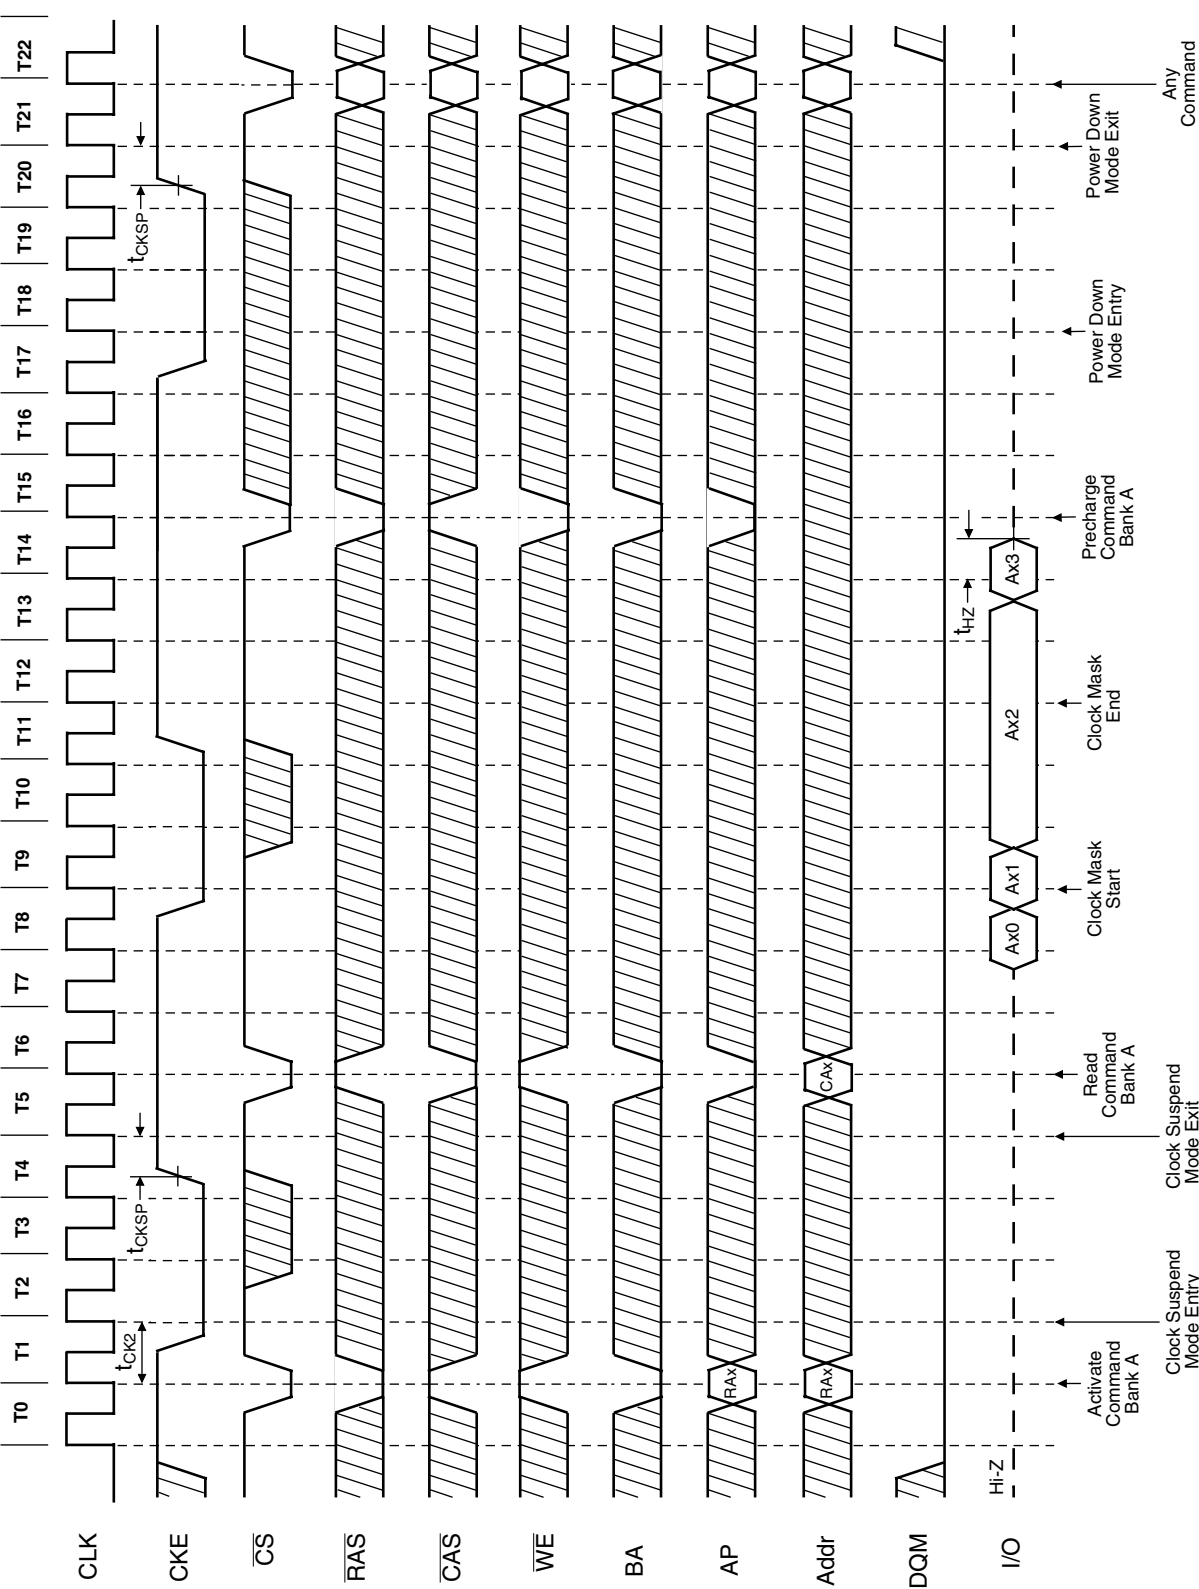 T0 T1 T2 T3 T4 T5 T6 T7 T8 T9 T10 T11 T12 T13 T14 T15 T16 T17 T18 T19 T20 T21 T22
CLK
tCK2
tCKSP
tCKSP
CKE
CS
RAS
CAS
WE
BA
AP
RAx
Addr
RAx
CAx
DQM
I/O
Hi-Z
Ax0
Ax1
Ax2
Ax3
tHZ
Activate
Command
Bank A
Clock Suspend
Mode Entry
Clock Suspend
Mode Exit
Read
Command
Bank A
Clock Mask
Start
Clock Mask
End
Precharge
Command
Bank A
Power Down
Mode Entry
Power Down
Mode Exit
Any
Command